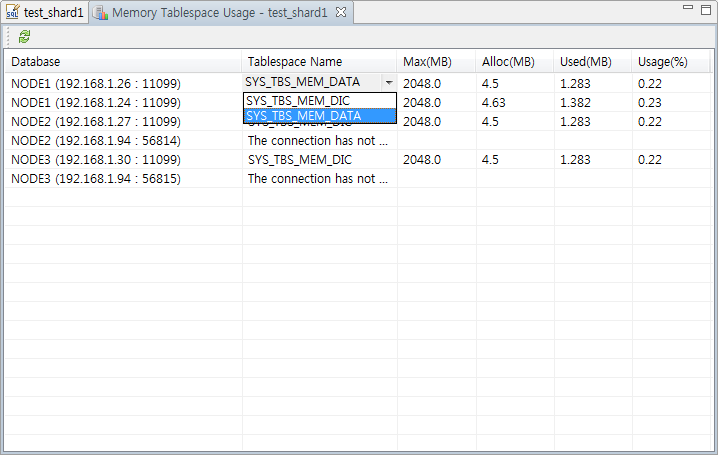 test_shard1 Memory Tablespace Usage - test_shard1
Database Tablespace Name Max(MB) Alloc(MB) Used(MB) Usage(%)
NODE1 (192.168.1.26 : 11099) SYS_TBS_MEM_DATA 2048.0 4.5 1.283 0.22
NODE1 (192.168.1.24 : 11099) SYS_TBS_MEM_DIC 2048.0 4.63 1.382 0.23
SYS_TBS_MEM_DATA
NODE2 (192.168.1.27 : 11099) SYS_TBS_MEM_DIC 2048.0 4.5 1.283 0.22
NODE2 (192.168.1.94 : 56814) The connection has not ...
NODE3 (192.168.1.30 : 11099) SYS_TBS_MEM_DIC 2048.0 4.5 1.283 0.22
NODE3 (192.168.1.94 : 56815) The connection has not ...